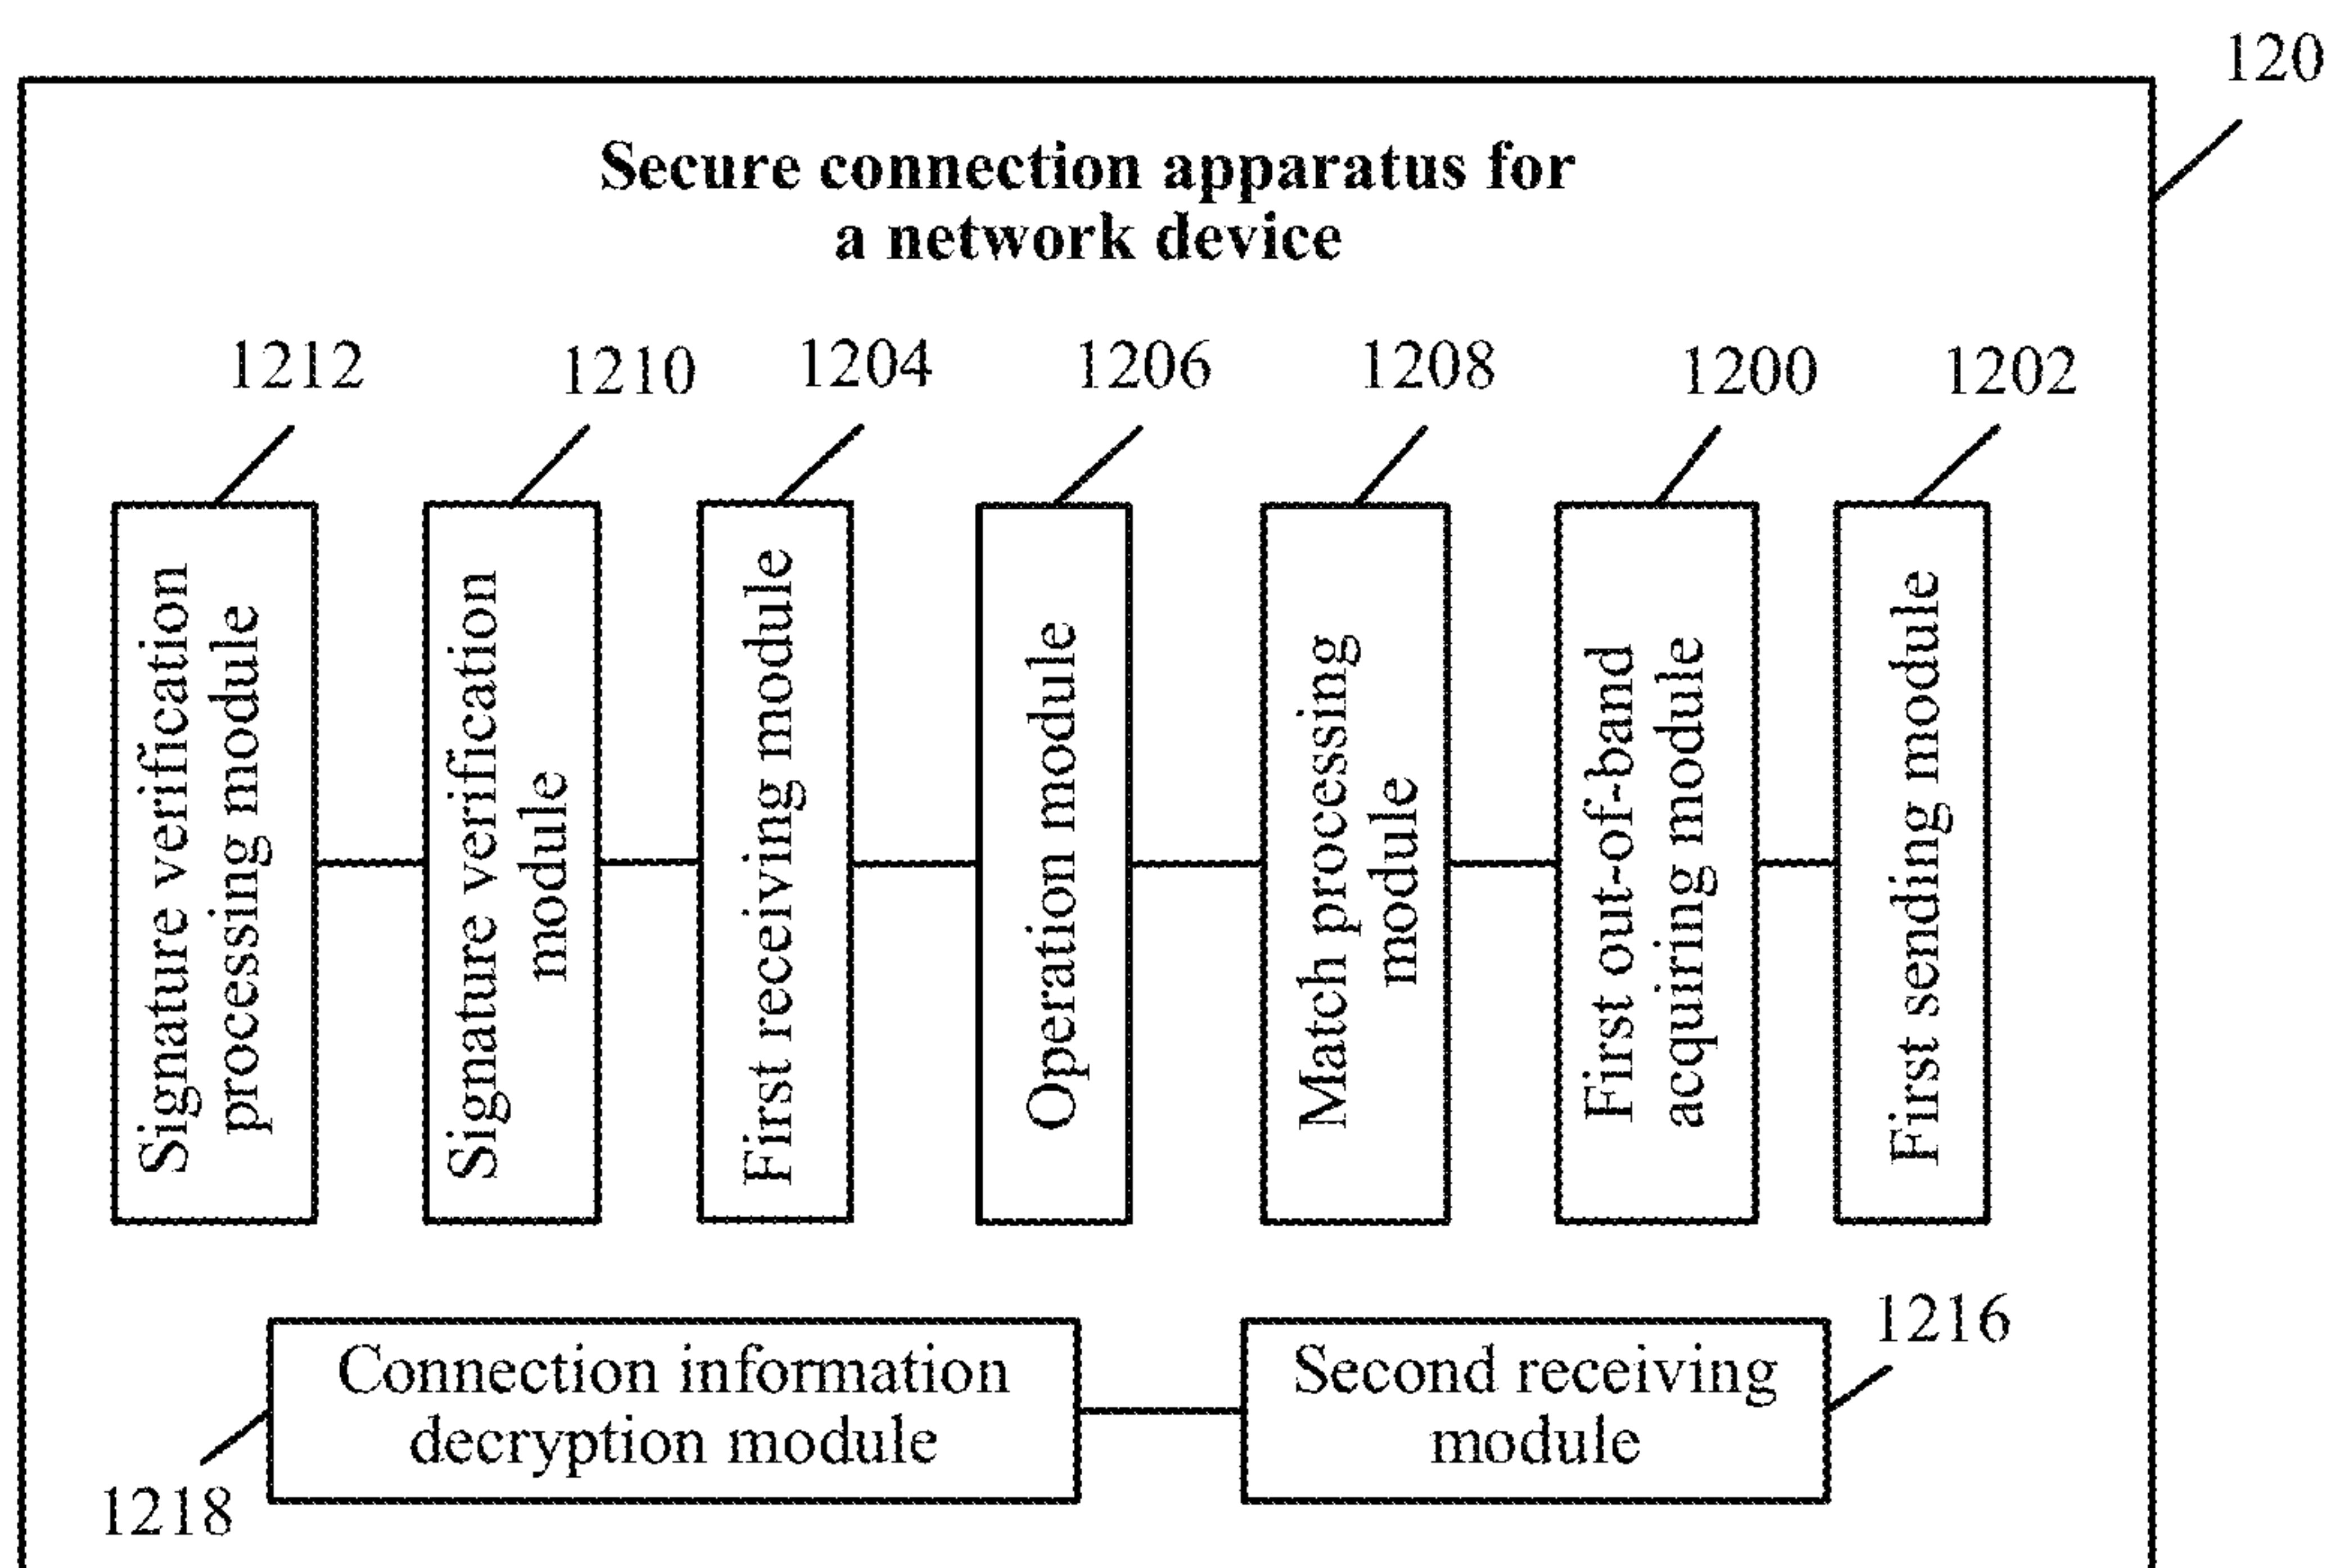 120
Secure connection apparatus for
a network device
1212
1210
1204
1206
1208
1200
1202
Signature verification
processing module
Signature verification
module
First receiving module
Operation module
Match processing
module
First out-of-band
acquiring module
First sending module
1216
Connection information
decryption module
Second receiving
module
1218